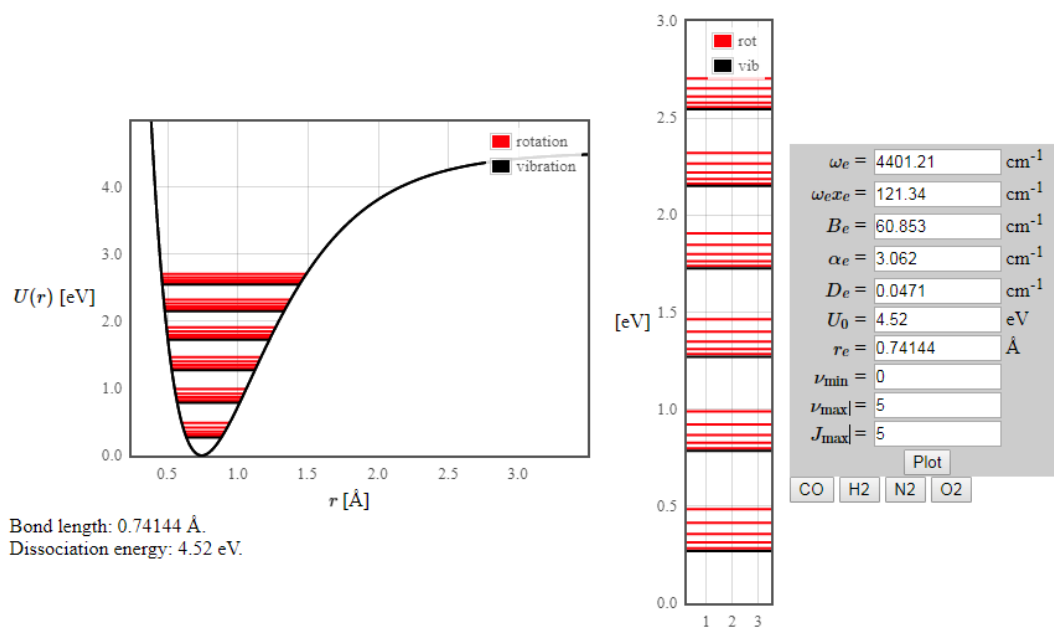 rotation
vibration
4.0
3.0
U(r) [eV]
2.0
1.0
0.0
0.5 1.0 1.5 2.0 2.5 3.0
r [Å]
Bond length: 0.74144 Å.
Dissociation energy: 4.52 eV.
3.0
rot
vib
2.5
2.0
1.5
[eV]
1.0
0.5
0.0
1 2 3
ωe = 4401.21 cm-1
ωexe = 121.34 cm-1
Be = 60.853 cm-1
αe = 3.062 cm-1
De = 0.0471 cm-1
U0 = 4.52 eV
re = 0.74144 Å
νmin = 0
νmax| = 5
Jmax| = 5
Plot
CO H2 N2 O2